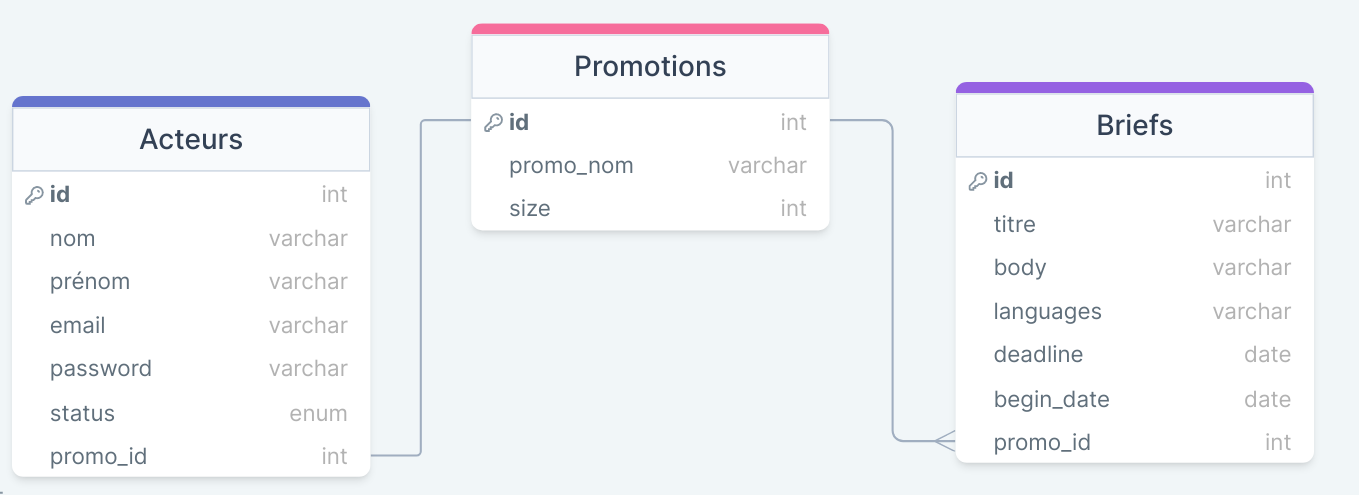 Acteurs
id int
nom varchar
prénom varchar
email varchar
password varchar
status enum
promo_id int
Promotions
id int
promo_nom varchar
size int
Briefs
id int
titre varchar
body varchar
languages varchar
deadline date
begin_date date
promo_id int